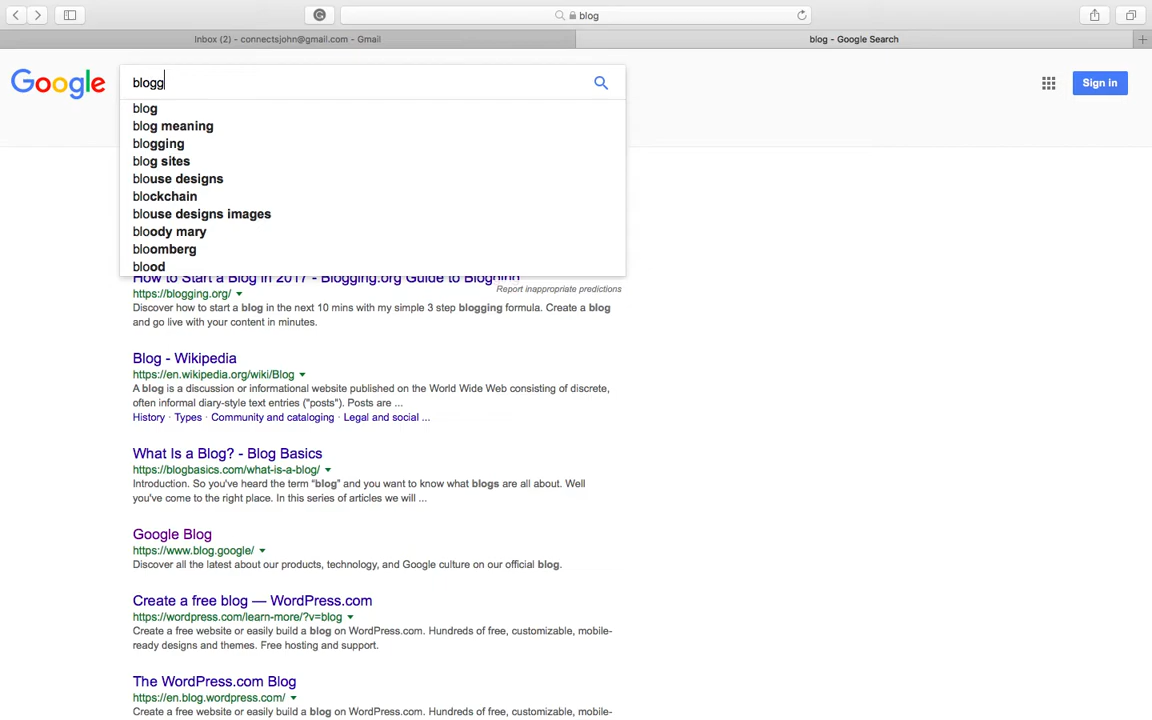 blog
Inbox (2) - connectsjohn@gmail.com - Gmail
blog - Google Search
Google
blogg
Sign in
blog
blog meaning
blogging
blog sites
blouse designs
blockchain
blouse designs images
bloody mary
bloomberg
blood
How to Start a Blog in 2017 - Blogging.org Guide to Blogging
Report inappropriate predictions
https://blogging.org/
Discover how to start a blog in the next 10 mins with my simple 3 step blogging formula. Create a blog
and go live with your content in minutes.
Blog - Wikipedia
https://en.wikipedia.org/wiki/Blog
A blog is a discussion or informational website published on the World Wide Web consisting of discrete,
often informal diary-style text entries ("posts"). Posts are ...
History · Types · Community and cataloging · Legal and social ...
What Is a Blog? - Blog Basics
https://blogbasics.com/what-is-a-blog/
Introduction. So you've heard the term “blog” and you want to know what blogs are all about. Well
you've come to the right place. In this series of articles we will ...
Google Blog
https://www.blog.google/
Discover all the latest about our products, technology, and Google culture on our official blog.
Create a free blog — WordPress.com
https://wordpress.com/learn-more/?v=blog
Create a free website or easily build a blog on WordPress.com. Hundreds of free, customizable, mobile-
ready designs and themes. Free hosting and support.
The WordPress.com Blog
https://en.blog.wordpress.com/
Create a free website or easily build a blog on WordPress.com. Hundreds of free, customizable, mobile-